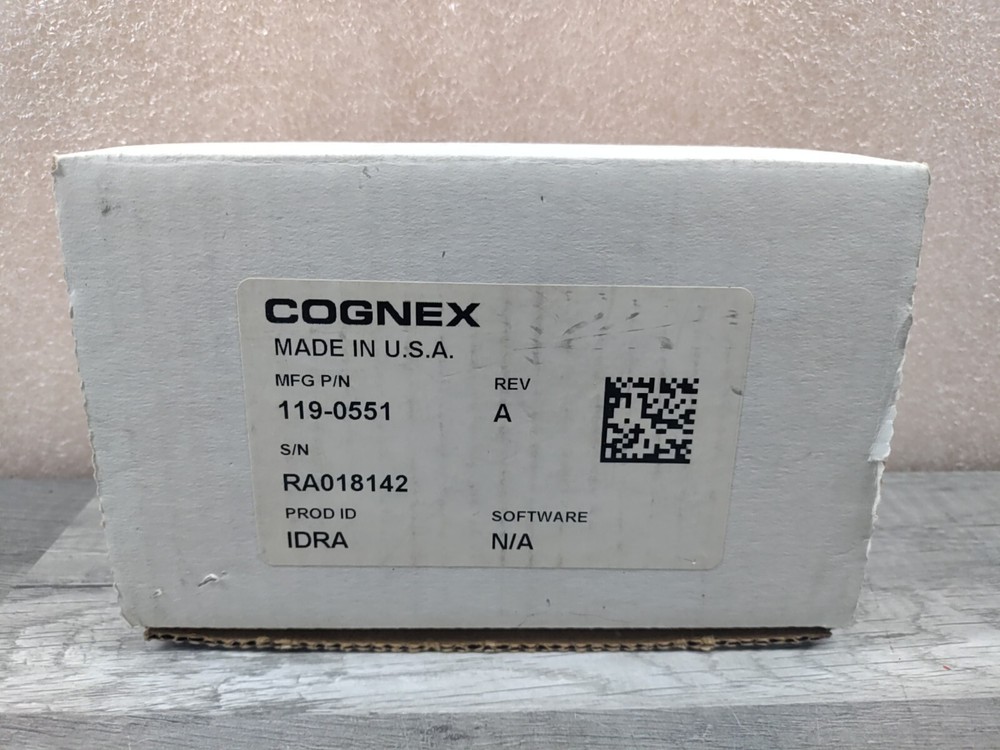 COGNEX
MADE IN U.S.A.
MFG P/N REV
119-0551 A
S/N
RA018142
PROD ID SOFTWARE
IDRA N/A